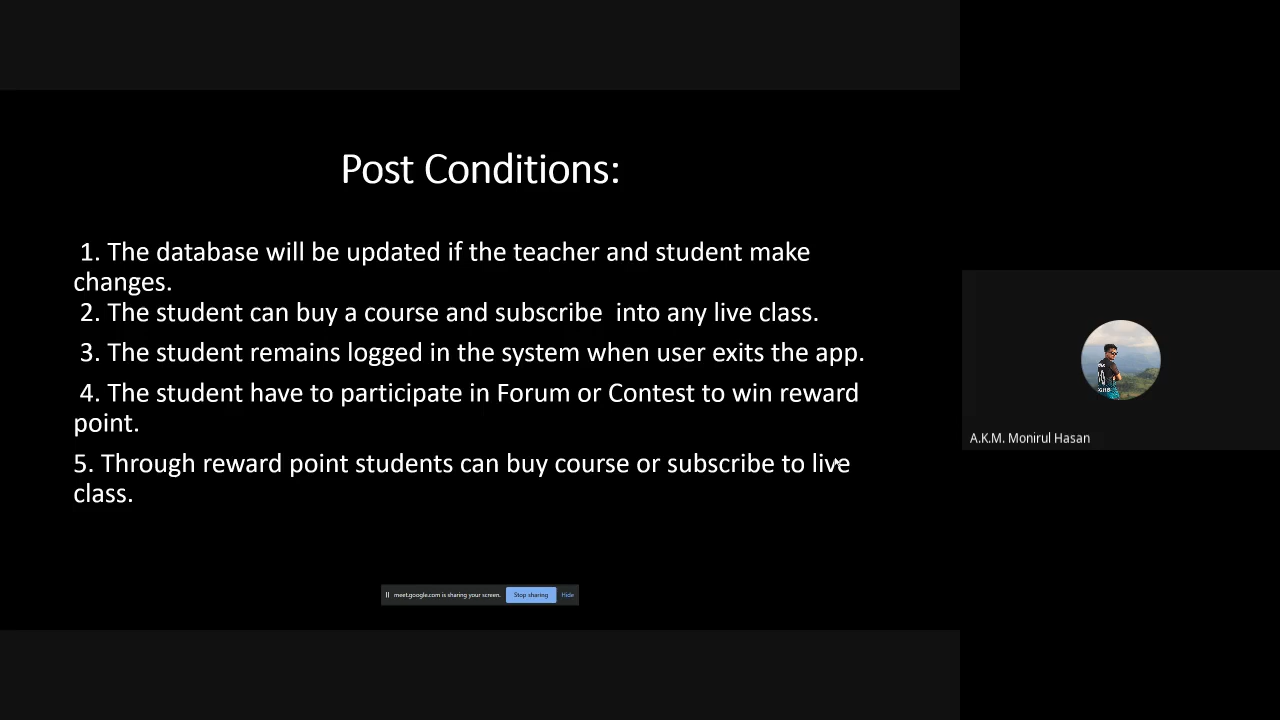 Post Conditions:
1. The database will be updated if the teacher and student make
changes.
2. The student can buy a course and subscribe  into any live class.
3. The student remains logged in the system when user exits the app.
4. The student have to participate in Forum or Contest to win reward
point.
5. Through reward point students can buy course or subscribe to live
class.
meet.google.com is sharing your screen. Stop sharing Hide
A.K.M. Monirul Hasan